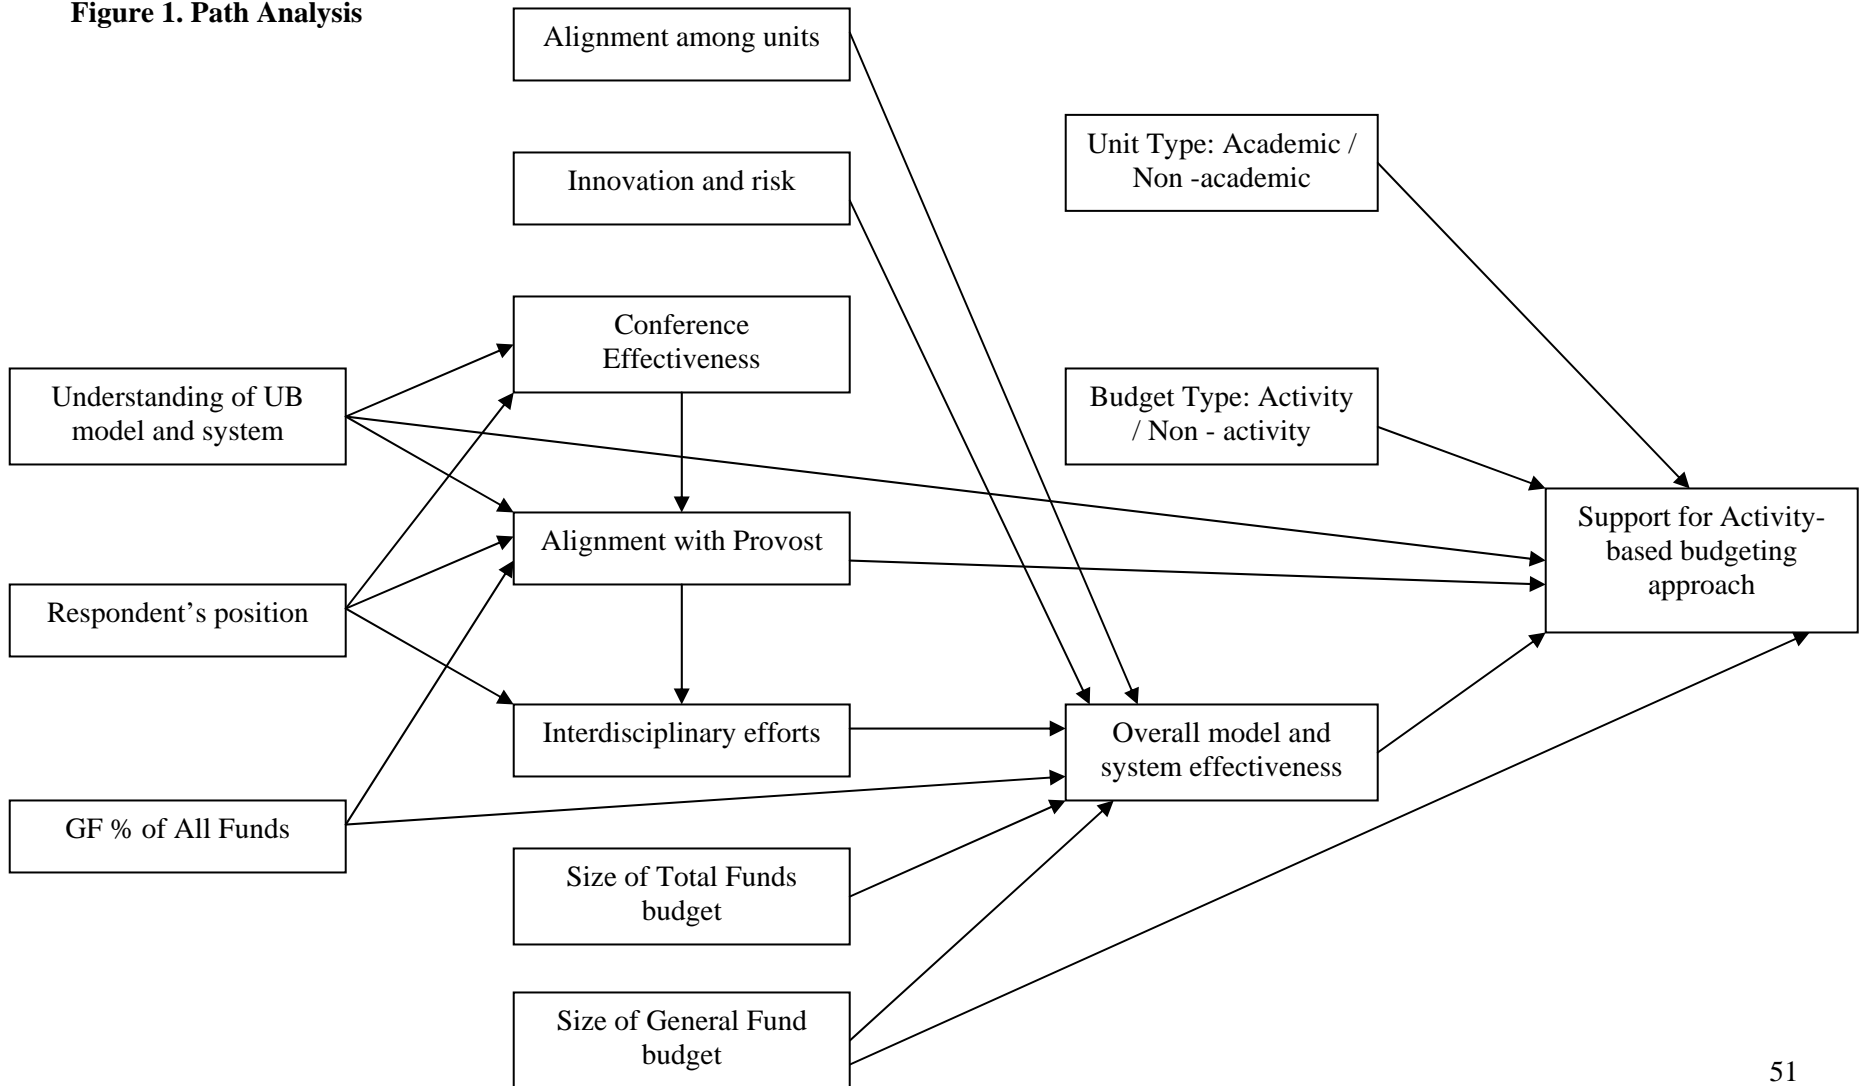 Figure 1. Path Analysis
Alignment among units
Unit Type: Academic /
Non -academic
Innovation and risk
Conference
Effectiveness
Understanding of UB
model and system
Budget Type: Activity
/ Non - activity
Alignment with Provost
Support for Activity-
based budgeting
approach
Respondent’s position
Interdisciplinary efforts
Overall model and
system effectiveness
GF % of All Funds
Size of Total Funds
budget
Size of General Fund
budget
51